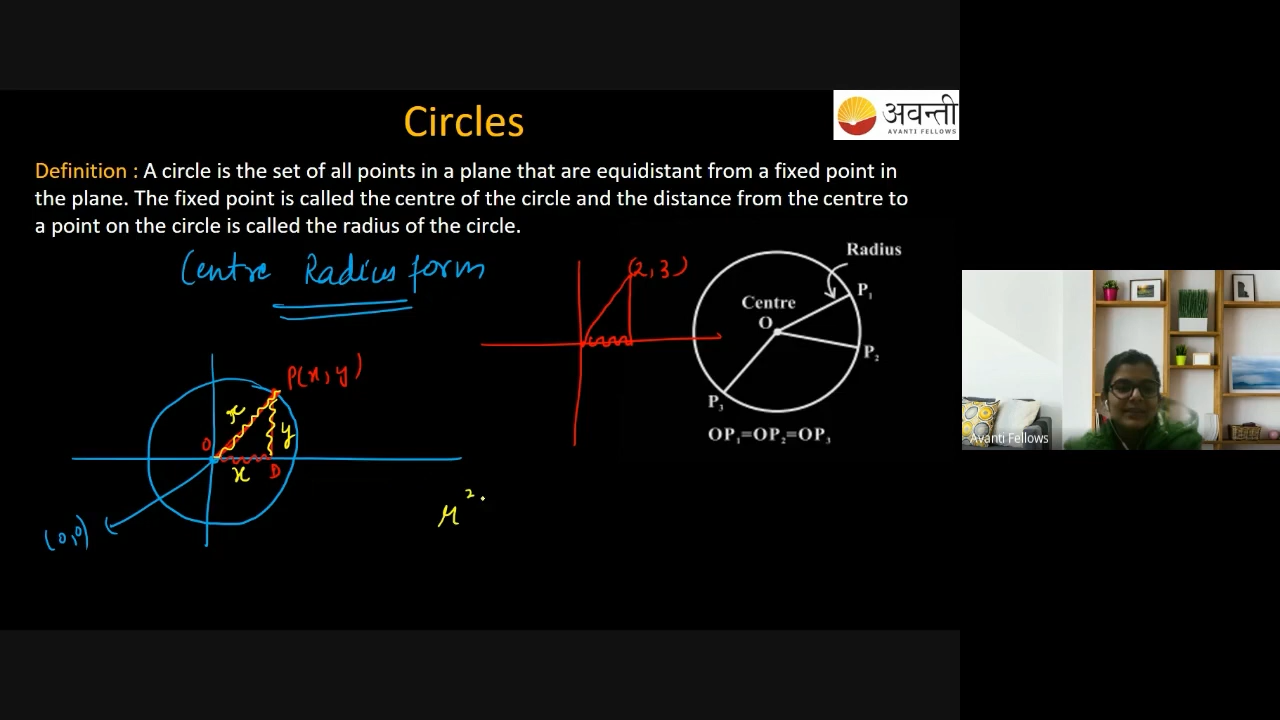 Circles
अवन्ती
AVANTI FELLOWS
Definition : A circle is the set of all points in a plane that are equidistant from a fixed point in
the plane. The fixed point is called the centre of the circle and the distance from the centre to
a point on the circle is called the radius of the circle.
Centre Radius form
(2,3)
Radius
P₁
Centre
O
P₂
P₃
OP₁=OP₂=OP₃
P(x, y)
r
y
O
x
D
(0,0)
r²
Avanti Fellows